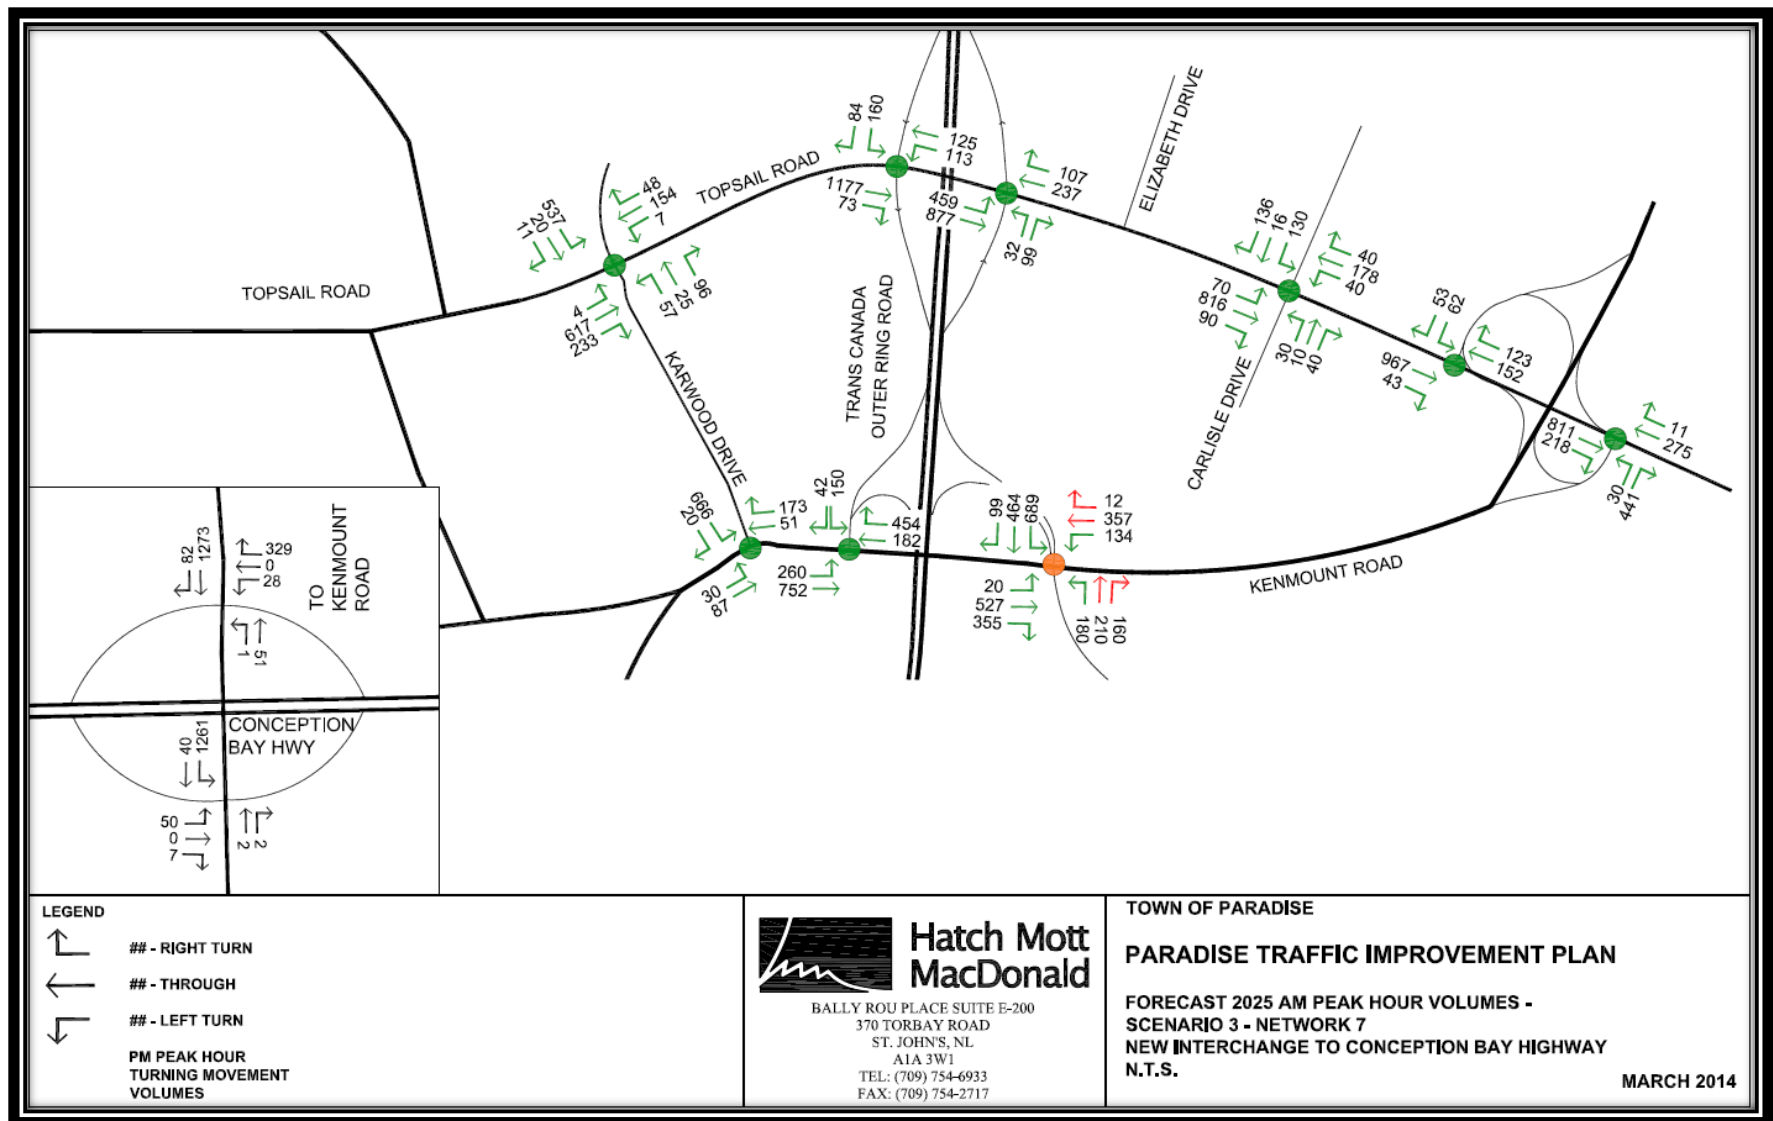 84
160
125
113
TOPSAIL ROAD
1177
73
459
877
107
237
32
99
ELIZABETH DRIVE
48
154
7
537
20
11
TOPSAIL ROAD
4
617
233
96
25
57
KARWOOD DRIVE
TRANS CANADA
OUTER RING ROAD
136
16
130
40
178
40
70
816
90
30
10
40
CARLISLE DRIVE
53
62
123
152
967
43
811
218
11
275
30
441
666
20
173
51
30
87
42
150
454
182
260
752
99
464
689
12
357
134
20
527
355
180
210
160
KENMOUNT ROAD
82
1273
329
0
28
TO
KENMOUNT
ROAD
1
51
CONCEPTION
BAY HWY
40
1261
50
0
7
2
2
LEGEND
## - RIGHT TURN
## - THROUGH
## - LEFT TURN
PM PEAK HOUR
TURNING MOVEMENT
VOLUMES
Hatch Mott
MacDonald
BALLY ROU PLACE SUITE E-200
370 TORBAY ROAD
ST. JOHN'S, NL
A1A 3W1
TEL: (709) 754-6933
FAX: (709) 754-2717
TOWN OF PARADISE
PARADISE TRAFFIC IMPROVEMENT PLAN
FORECAST 2025 AM PEAK HOUR VOLUMES -
SCENARIO 3 - NETWORK 7
NEW INTERCHANGE TO CONCEPTION BAY HIGHWAY
N.T.S.
MARCH 2014